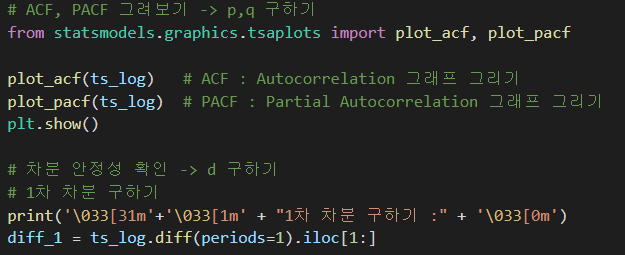 # ACF, PACF 그려보기 -> p,q 구하기
from statsmodels.graphics.tsaplots import plot_acf, plot_pacf
plot_acf(ts_log)   # ACF : Autocorrelation 그래프 그리기
plot_pacf(ts_log)  # PACF : Partial Autocorrelation 그래프 그리기
plt.show()
# 차분 안정성 확인 -> d 구하기
# 1차 차분 구하기
print('\033[31m'+'\033[1m' + "1차 차분 구하기 :" + '\033[0m')
diff_1 = ts_log.diff(periods=1).iloc[1:]